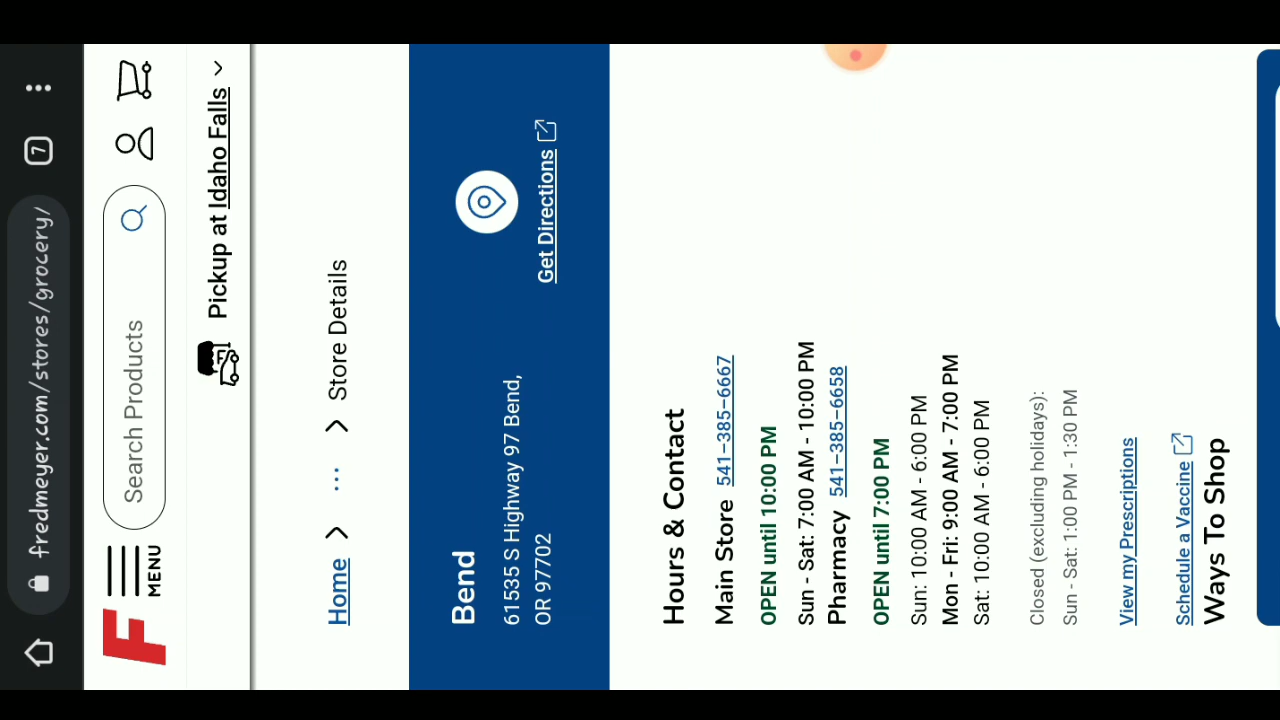 fredmeyer.com/stores/grocery/
7
F
MENU
Search Products
Pickup at Idaho Falls
Home > ... > Store Details
Bend
61535 S Highway 97 Bend,
OR 97702
Get Directions
Hours & Contact
Main Store 541-385-6667
OPEN until 10:00 PM
Sun - Sat: 7:00 AM - 10:00 PM
Pharmacy 541-385-6658
OPEN until 7:00 PM
Sun: 10:00 AM - 6:00 PM
Mon - Fri: 9:00 AM - 7:00 PM
Sat: 10:00 AM - 6:00 PM
Closed (excluding holidays):
Sun - Sat: 1:00 PM - 1:30 PM
View my Prescriptions
Schedule a Vaccine
Ways To Shop